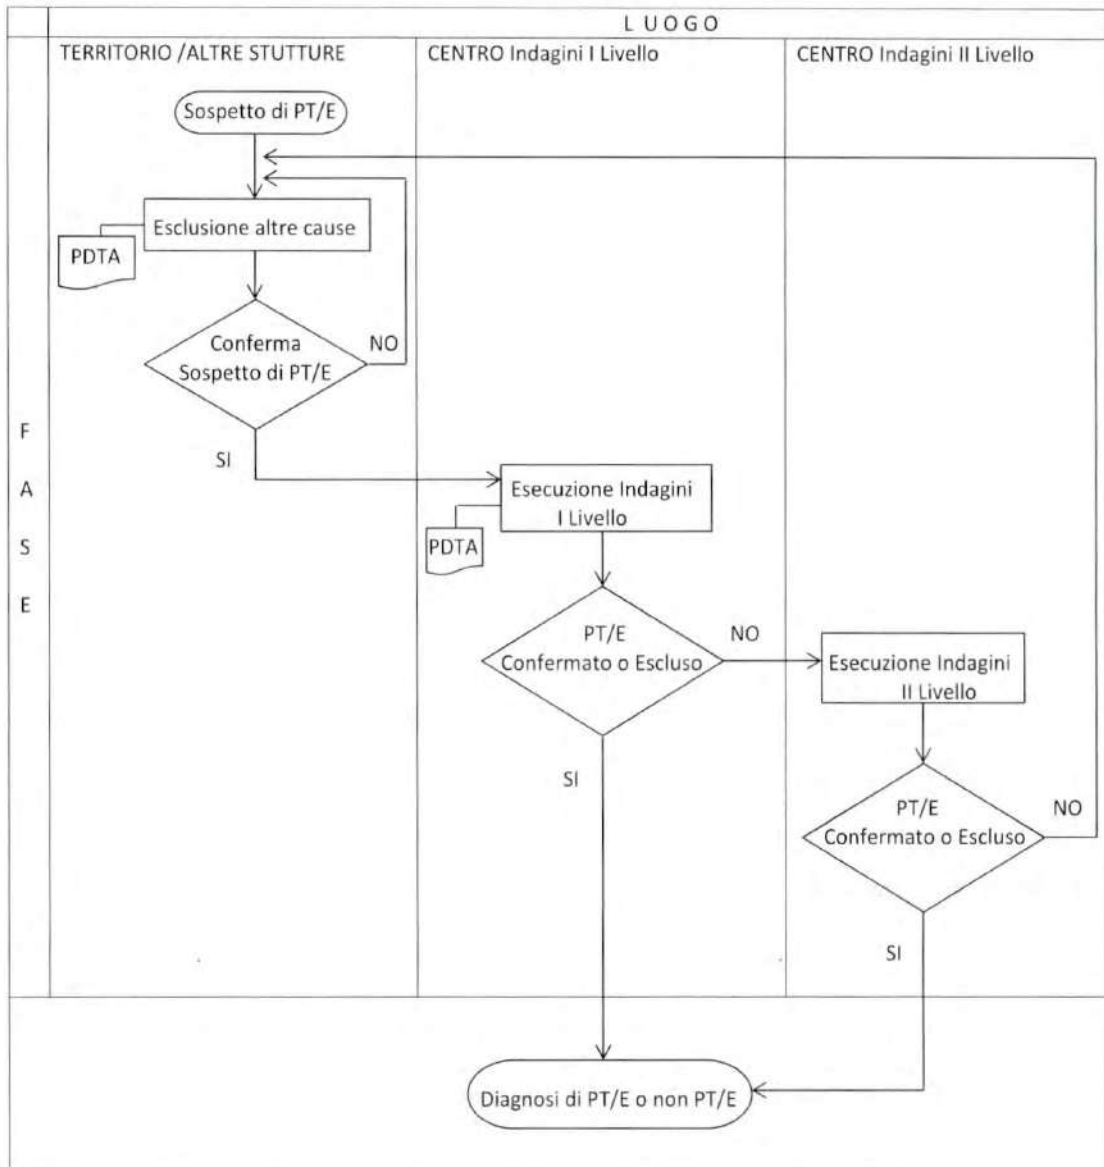 LUOGO
TERRITORIO /ALTRE STUTTURE
CENTRO Indagini I Livello
CENTRO Indagini II Livello
Sospetto di PT/E
Esclusione altre cause
PDTA
Conferma
Sospetto di PT/E
NO
SI
F
A
S
E
Esecuzione Indagini
I Livello
PDTA
PT/E
Confermato o Escluso
NO
SI
Esecuzione Indagini
II Livello
PT/E
Confermato o Escluso
NO
SI
Diagnosi di PT/E o non PT/E